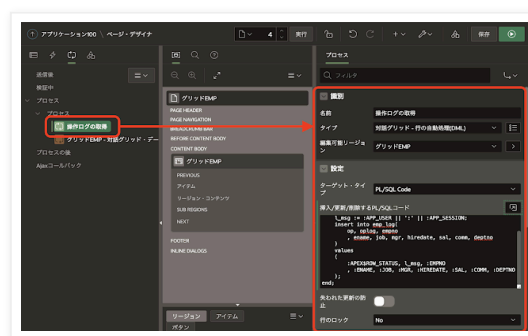 アプリケーション100 \ ページ・デザイナ
4
実行
保存
送信後
検証中
プロセス
プロセス
操作ログの取得
グリッドEMP - 対話グリッド - デー
プロセスの後
Ajaxコールバック
グリッドEMP
PAGE HEADER
PAGE NAVIGATION
BREADCRUMB BAR
BEFORE CONTENT BODY
CONTENT BODY
グリッドEMP
PREVIOUS
アイテム
リージョン・コンテンツ
SUB REGIONS
NEXT
FOOTER
INLINE DIALOGS
リージョン
アイテム
ボタン
プロセス
フィルタ
識別
名前
操作ログの取得
タイプ
対話グリッド - 行の自動処理(DML)
編集可能リージョン
グリッドEMP
設定
ターゲット・タイプ
PL/SQL Code
挿入/更新/削除するPL/SQLコード
l_msg := :APP_USER || ':' || :APP_SESSION;
insert into emp_log(
op, oplog, empno
, ename, job, mgr, hiredate, sal, comm, deptno
)
values
(
:APEX$ROW_STATUS, l_msg, :EMPNO
, :ENAME, :JOB, :MGR, :HIREDATE, :SAL, :COMM, :DEPTNO
);
end;
失われた更新の防止
行のロック
No